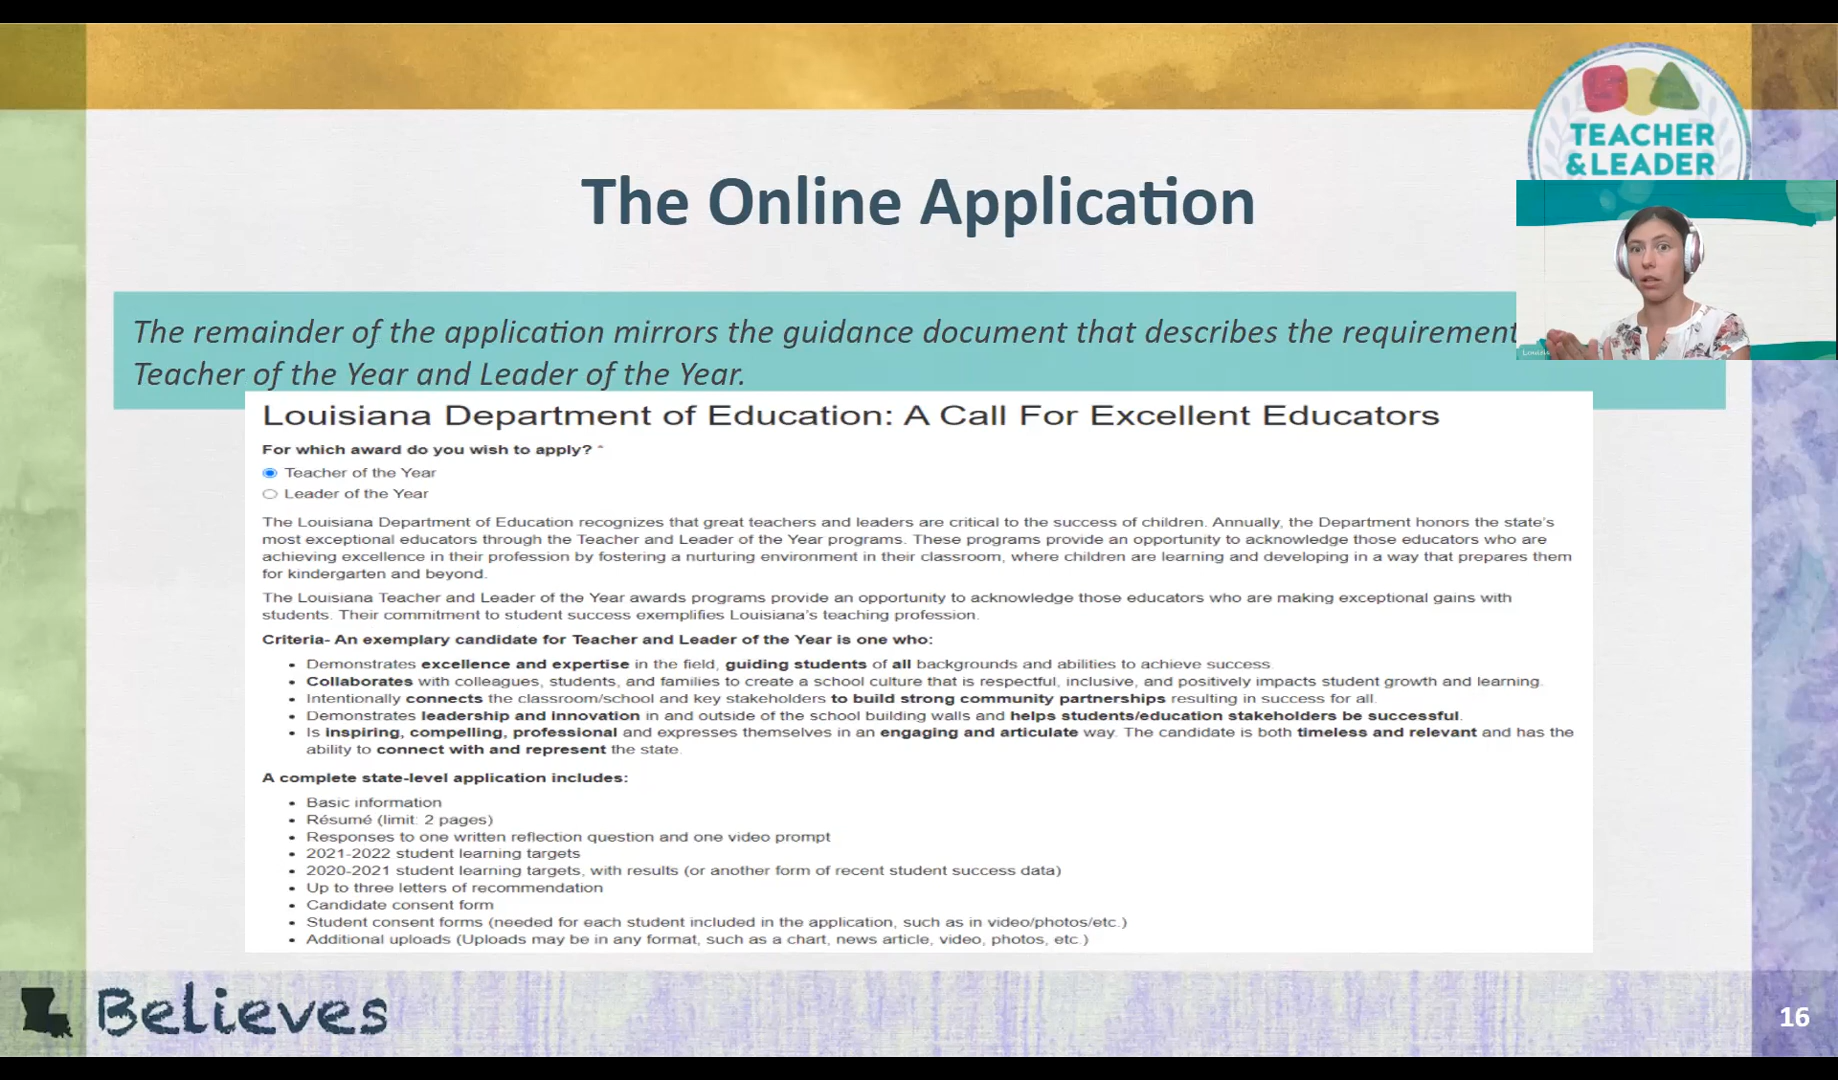 TEACHER
& LEADER
The Online Application
The remainder of the application mirrors the guidance document that describes the requirement
Teacher of the Year and Leader of the Year.
Louisiana Department of Education: A Call For Excellent Educators
For which award do you wish to apply? *
Teacher of the Year
Leader of the Year
The Louisiana Department of Education recognizes that great teachers and leaders are critical to the success of children. Annually, the Department honors the state's
most exceptional educators through the Teacher and Leader of the Year programs. These programs provide an opportunity to acknowledge those educators who are
achieving excellence in their profession by fostering a nurturing environment in their classroom, where children are learning and developing in a way that prepares them
for kindergarten and beyond.
The Louisiana Teacher and Leader of the Year awards programs provide an opportunity to acknowledge those educators who are making exceptional gains with
students. Their commitment to student success exemplifies Louisiana's teaching profession.
Criteria- An exemplary candidate for Teacher and Leader of the Year is one who:
• Demonstrates excellence and expertise in the field, guiding students of all backgrounds and abilities to achieve success.
• Collaborates with colleagues, students, and families to create a school culture that is respectful, inclusive, and positively impacts student growth and learning.
• Intentionally connects the classroom/school and key stakeholders to build strong community partnerships resulting in success for all.
• Demonstrates leadership and innovation in and outside of the school building walls and helps students/education stakeholders be successful.
• Is inspiring, compelling, professional and expresses themselves in an engaging and articulate way. The candidate is both timeless and relevant and has the
ability to connect with and represent the state.
A complete state-level application includes:
• Basic information
• Résumé (limit: 2 pages)
• Responses to one written reflection question and one video prompt
• 2021-2022 student learning targets
• 2020-2021 student learning targets, with results (or another form of recent student success data)
• Up to three letters of recommendation
• Candidate consent form
• Student consent forms (needed for each student included in the application, such as in video/photos/etc.)
• Additional uploads (Uploads may be in any format, such as a chart, news article, video, photos, etc.)
Believes
16